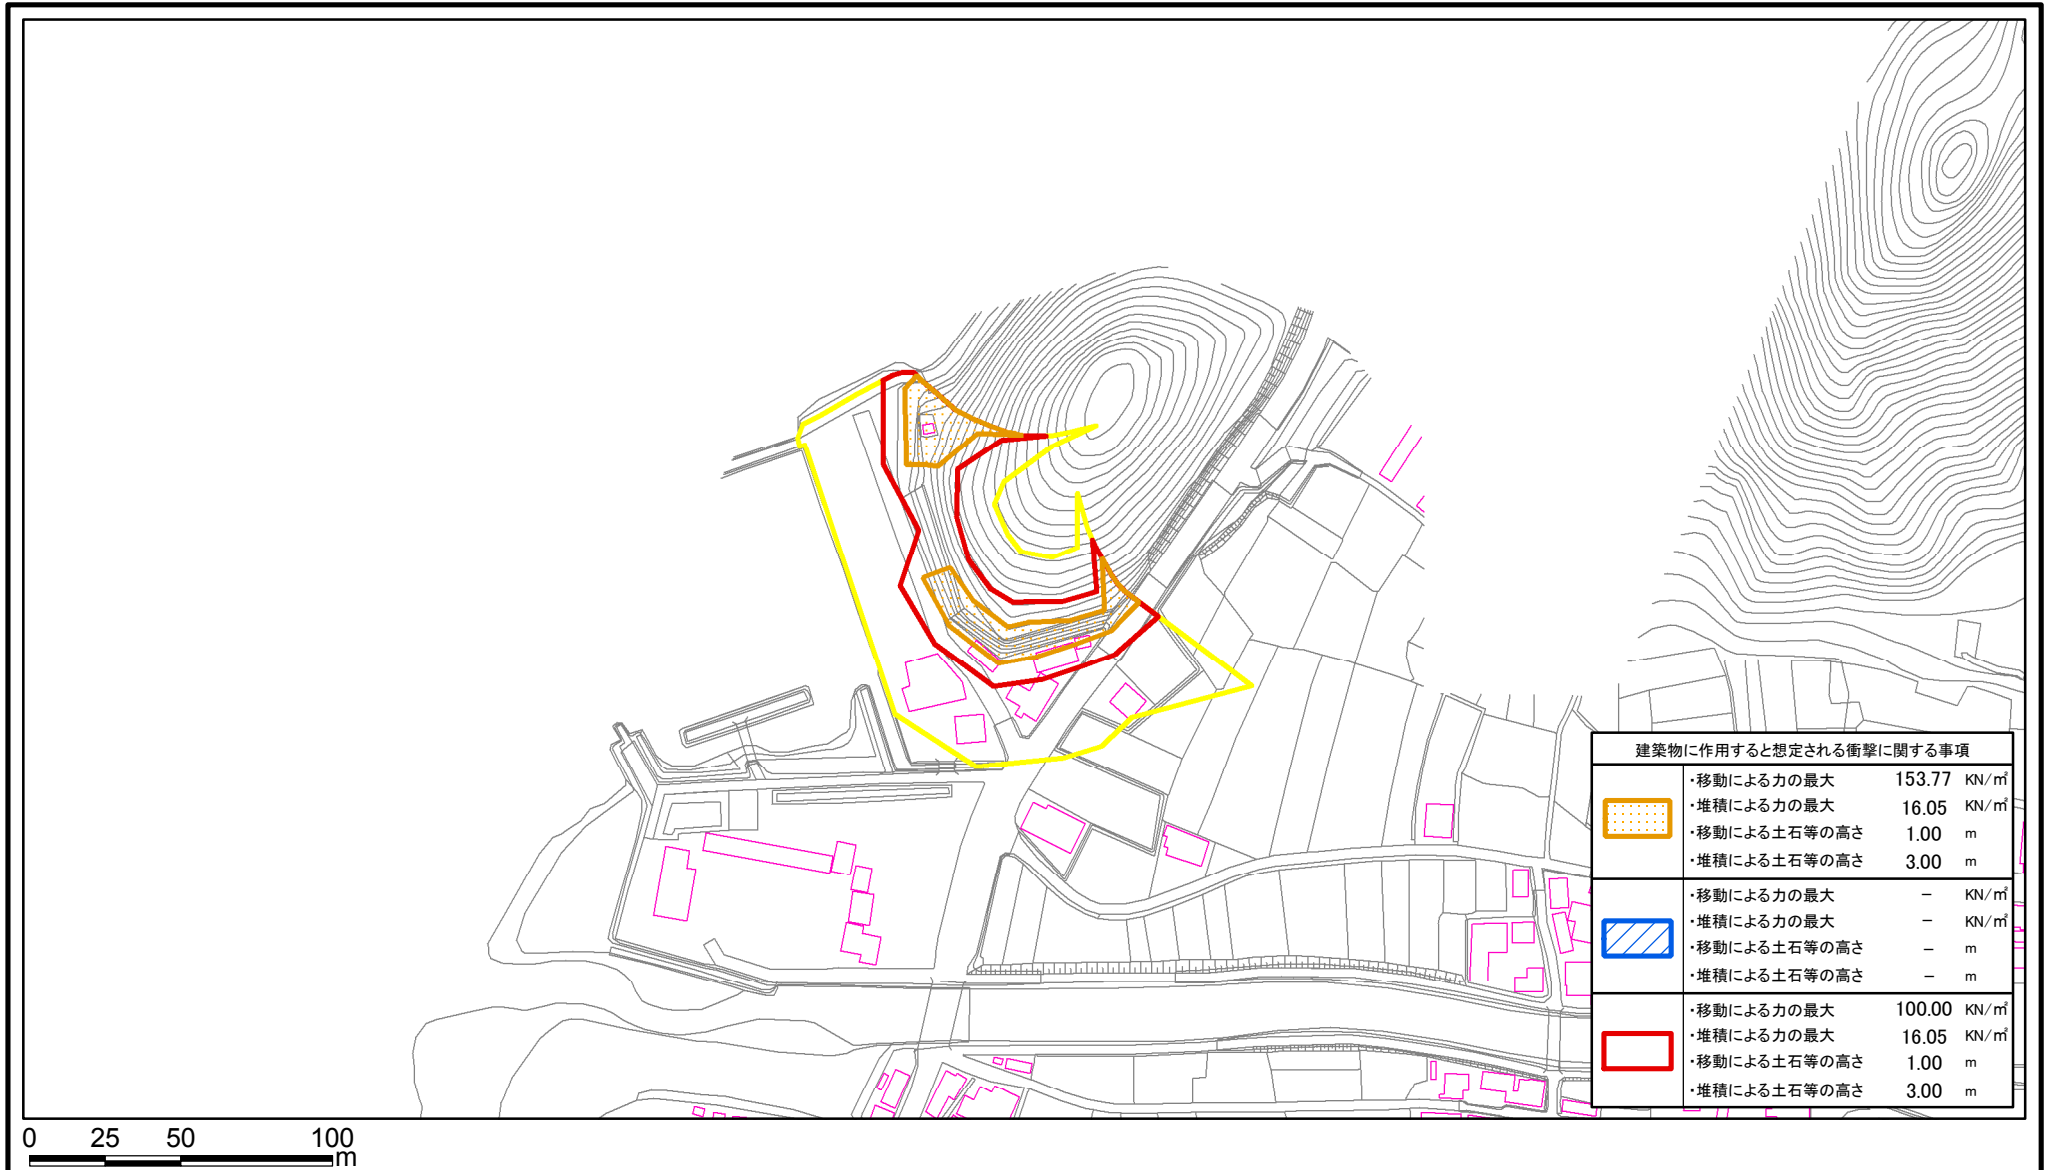 建築物に作用すると想定される衝撃に関する事項
・移動による力の最大 153.77 KN/㎡
・堆積による力の最大 16.05 KN/㎡
・移動による土石等の高さ 1.00 m
・堆積による土石等の高さ 3.00 m
・移動による力の最大 － KN/㎡
・堆積による力の最大 － KN/㎡
・移動による土石等の高さ － m
・堆積による土石等の高さ － m
・移動による力の最大 100.00 KN/㎡
・堆積による力の最大 16.05 KN/㎡
・移動による土石等の高さ 1.00 m
・堆積による土石等の高さ 3.00 m
0 25 50 100
m